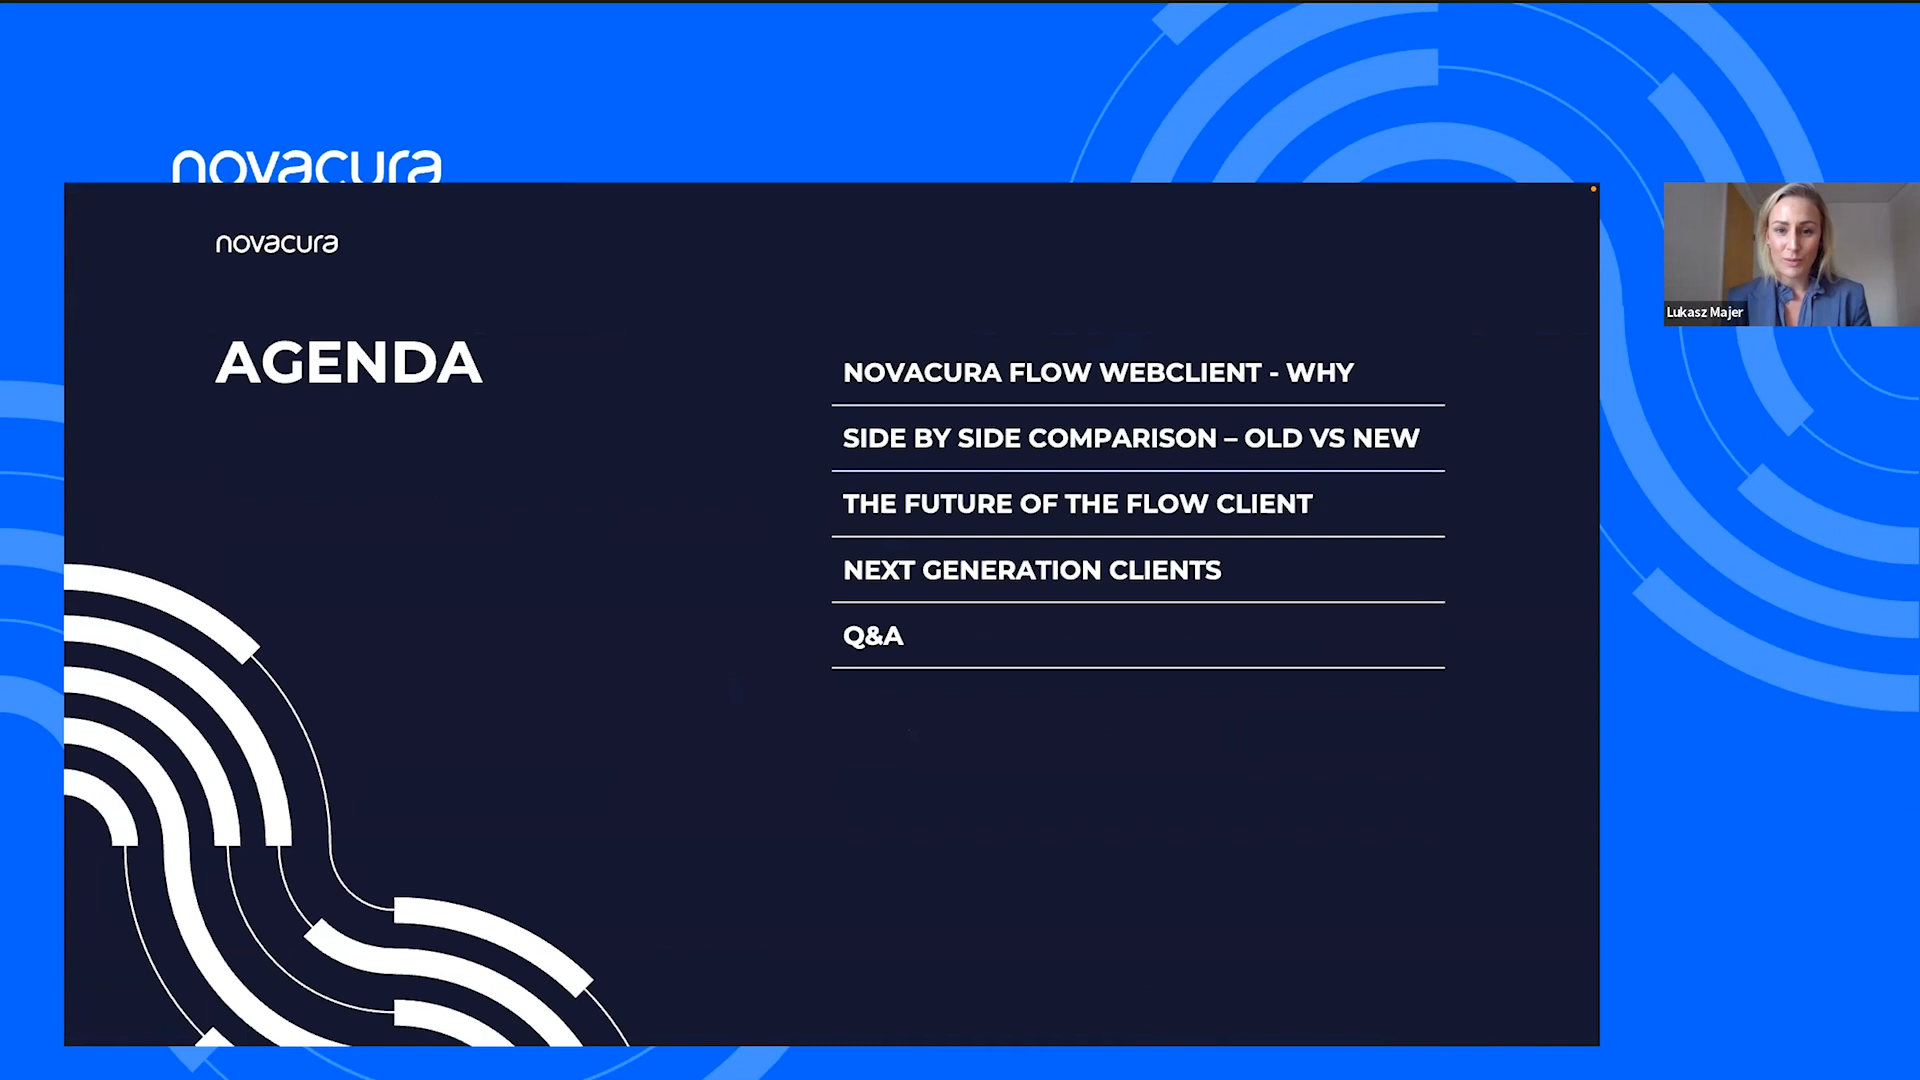 novacura
novacura
AGENDA
NOVACURA FLOW WEBCLIENT - WHY
SIDE BY SIDE COMPARISON – OLD VS NEW
THE FUTURE OF THE FLOW CLIENT
NEXT GENERATION CLIENTS
Q&A
Lukasz Majer